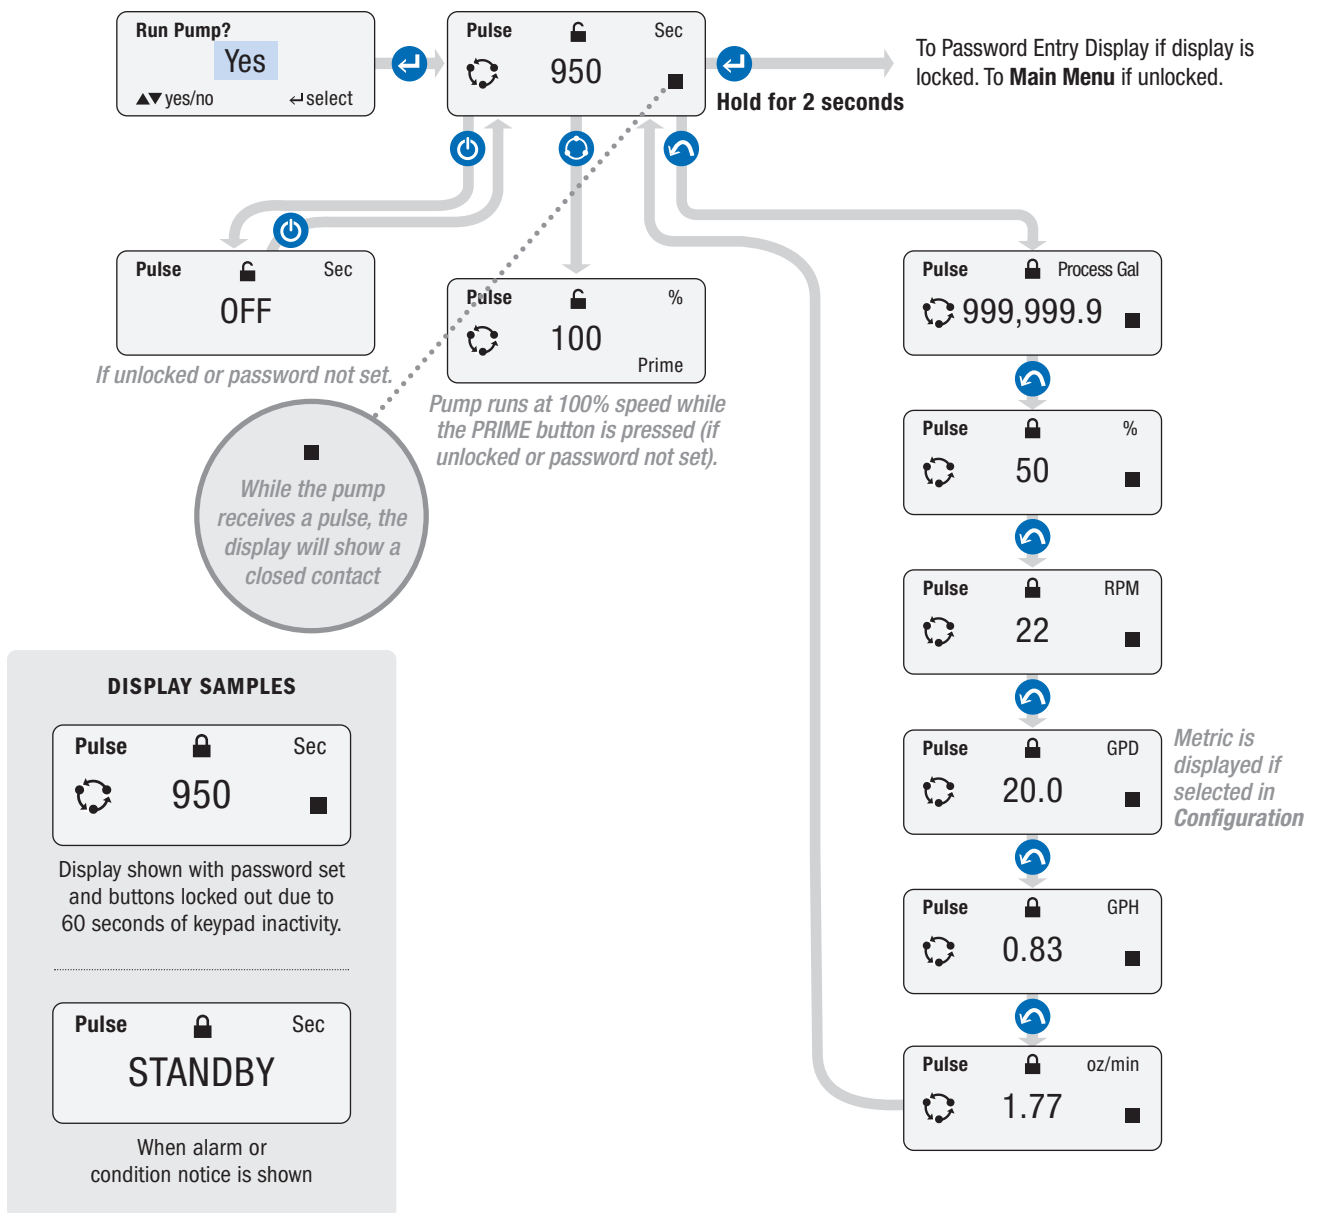 Run Pump?
Yes
▲▼ yes/no ↵ select
Pulse Sec
950
Hold for 2 seconds
To Password Entry Display if display is
locked. To Main Menu if unlocked.
Pulse Sec
OFF
If unlocked or password not set.
Pulse %
100
Prime
Pump runs at 100% speed while
the PRIME button is pressed (if
unlocked or password not set).
While the pump
receives a pulse, the
display will show a
closed contact
Pulse Process Gal
999,999.9
Pulse %
50
Pulse RPM
22
Pulse GPD
20.0
Metric is
displayed if
selected in
Configuration
Pulse GPH
0.83
Pulse oz/min
1.77
DISPLAY SAMPLES
Pulse Sec
950
Display shown with password set
and buttons locked out due to
60 seconds of keypad inactivity.
Pulse Sec
STANDBY
When alarm or
condition notice is shown